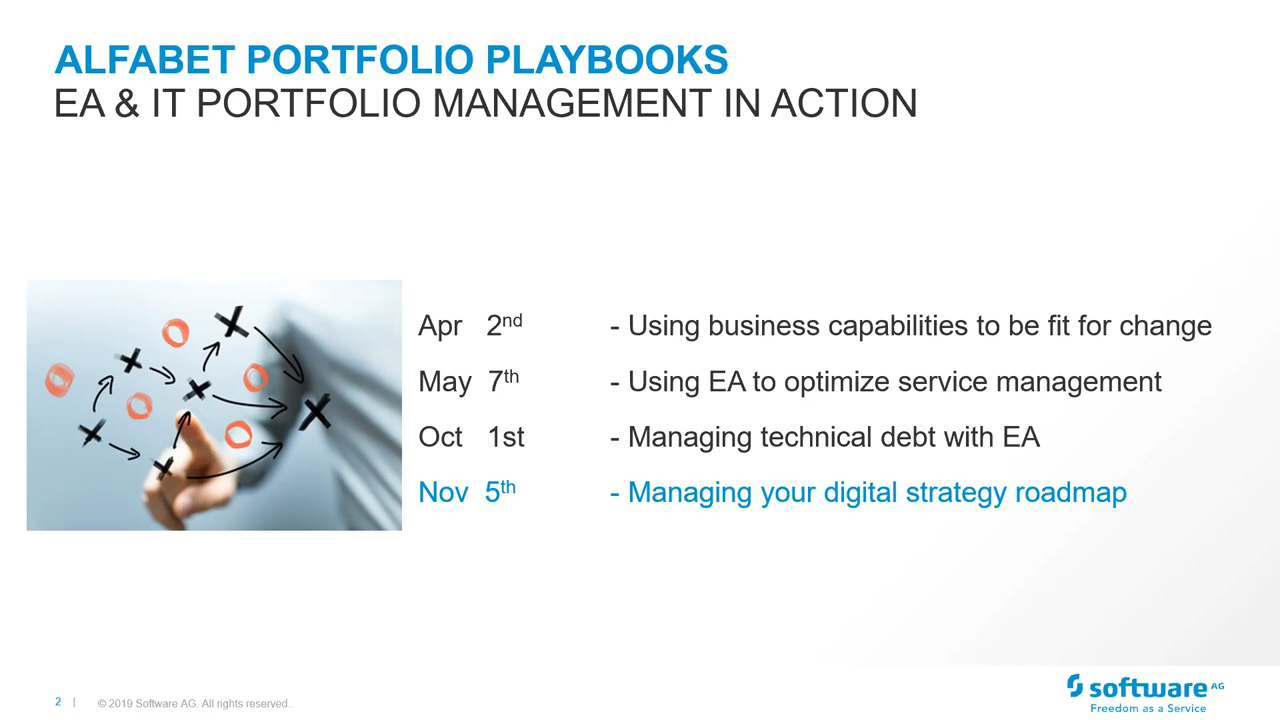 ALFABET PORTFOLIO PLAYBOOKS
EA & IT PORTFOLIO MANAGEMENT IN ACTION
Apr 2nd - Using business capabilities to be fit for change
May 7th - Using EA to optimize service management
Oct 1st - Managing technical debt with EA
Nov 5th - Managing your digital strategy roadmap
2 | © 2019 Software AG. All rights reserved..
software AG
Freedom as a Service